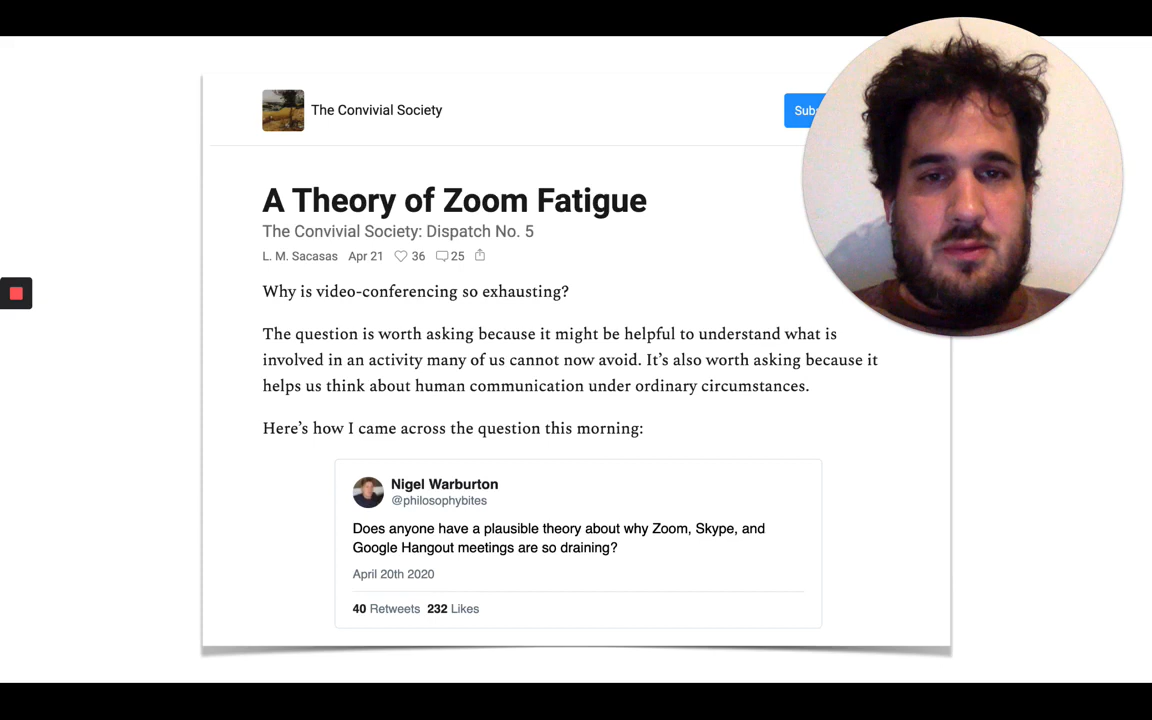 The Convivial Society
Subs
A Theory of Zoom Fatigue
The Convivial Society: Dispatch No. 5
L. M. Sacasas Apr 21 36 25
Why is video-conferencing so exhausting?
The question is worth asking because it might be helpful to understand what is
involved in an activity many of us cannot now avoid. It’s also worth asking because it
helps us think about human communication under ordinary circumstances.
Here’s how I came across the question this morning:
Nigel Warburton
@philosophybites
Does anyone have a plausible theory about why Zoom, Skype, and
Google Hangout meetings are so draining?
April 20th 2020
40 Retweets 232 Likes